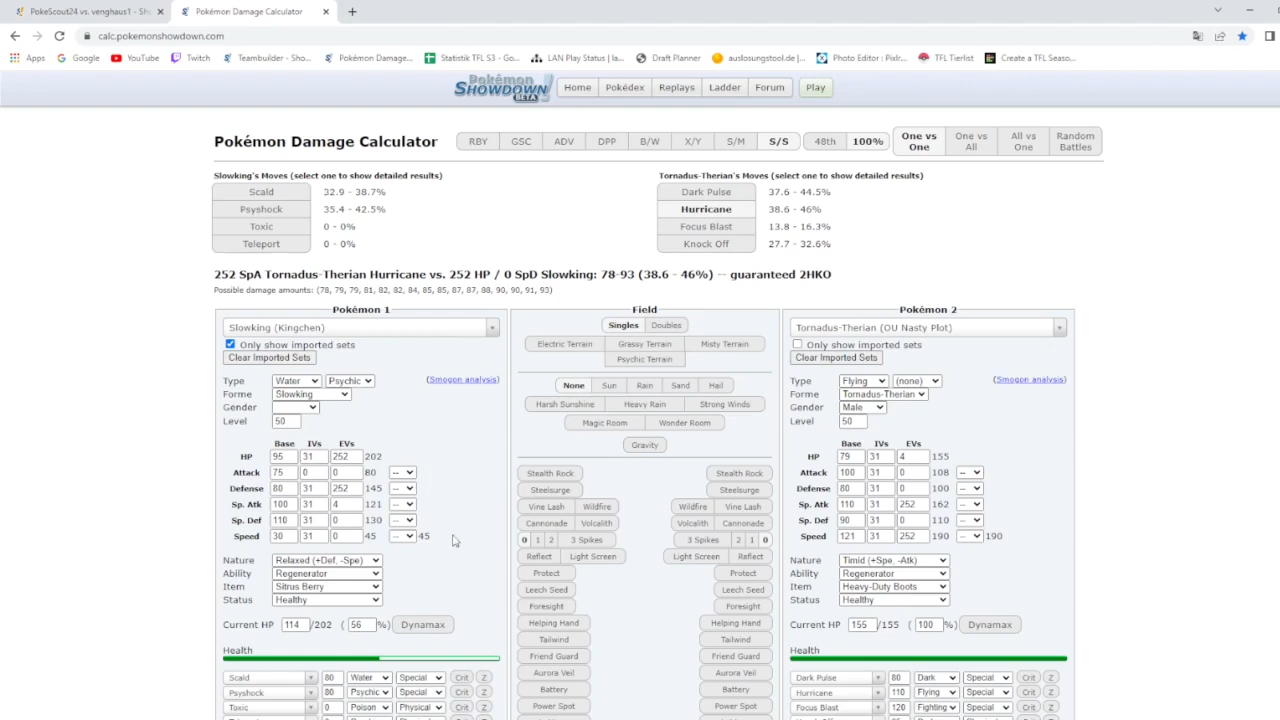 PokeScout24 vs. venghaus1 - Sh
Pokémon Damage Calculator
calc.pokemonshowdown.com
Apps
Google
YouTube
Twitch
Teambuilder - Sho...
Pokémon Damage...
Statistik TFL S6 - Go...
LAN Play Status | la...
Draft Planner
auslosungstool.de |...
Photo Editor : Pixlr...
TFL Tierlist
Create a TFL Seaso...
Pokémon
SHOWDOWN!
BETA
Home
Pokédex
Replays
Ladder
Forum
Play
Pokémon Damage Calculator
RBY GSC ADV DPP B/W X/Y S/M S/S
48th 100%
One vs One
One vs All
All vs One
Random Battles
Slowking's Moves (select one to show detailed results)
Scald 32.9 - 38.7%
Psyshock 35.4 - 42.5%
Toxic 0 - 0%
Teleport 0 - 0%
Tornadus-Therian's Moves (select one to show detailed results)
Dark Pulse 37.6 - 44.5%
Hurricane 38.6 - 46%
Focus Blast 13.8 - 16.3%
Knock Off 27.7 - 32.6%
252 SpA Tornadus-Therian Hurricane vs. 252 HP / 0 SpD Slowking: 78-93 (38.6 - 46%) -- guaranteed 2HKO
Possible damage amounts: (78, 79, 79, 81, 82, 82, 84, 85, 85, 87, 87, 88, 90, 90, 91, 93)
Pokémon 1
Slowking (Kingchen)
Only show imported sets
Clear Imported Sets
Type Water Psychic (Smogon analysis)
Forme Slowking
Gender
Level 50
Base IVs EVs
HP 95 31 252 202
Attack 75 0 0 80 --
Defense 80 31 252 145 --
Sp. Atk 100 31 4 121 --
Sp. Def 110 31 0 130 --
Speed 30 31 0 45 -- 45
Nature Relaxed (+Def, -Spe)
Ability Regenerator
Item Sitrus Berry
Status Healthy
Current HP 114 /202 ( 56 %) Dynamax
Health
Scald 80 Water Special Crit Z
Psyshock 80 Psychic Special Crit Z
Toxic 0 Poison Physical Crit Z
Field
Singles Doubles
Electric Terrain Grassy Terrain Misty Terrain
Psychic Terrain
None Sun Rain Sand Hail
Harsh Sunshine Heavy Rain Strong Winds
Magic Room Wonder Room
Gravity
Stealth Rock Stealth Rock
Steelsurge Steelsurge
Vine Lash Wildfire Wildfire Vine Lash
Cannonade Volcalith Volcalith Cannonade
0 1 2 3 Spikes 3 Spikes 2 1 0
Reflect Light Screen Light Screen Reflect
Protect Protect
Leech Seed Leech Seed
Foresight Foresight
Helping Hand Helping Hand
Tailwind Tailwind
Friend Guard Friend Guard
Aurora Veil Aurora Veil
Battery Battery
Power Spot Power Spot
Pokémon 2
Tornadus-Therian (OU Nasty Plot)
Only show imported sets
Clear Imported Sets
Type Flying (none) (Smogon analysis)
Forme Tornadus-Therian
Gender Male
Level 50
Base IVs EVs
HP 79 31 4 155
Attack 100 31 0 108 --
Defense 80 31 0 100 --
Sp. Atk 110 31 252 162 --
Sp. Def 90 31 0 110 --
Speed 121 31 252 190 -- 190
Nature Timid (+Spe, -Atk)
Ability Regenerator
Item Heavy-Duty Boots
Status Healthy
Current HP 155 /155 ( 100 %) Dynamax
Health
Dark Pulse 80 Dark Special Crit Z
Hurricane 110 Flying Special Crit Z
Focus Blast 120 Fighting Special Crit Z